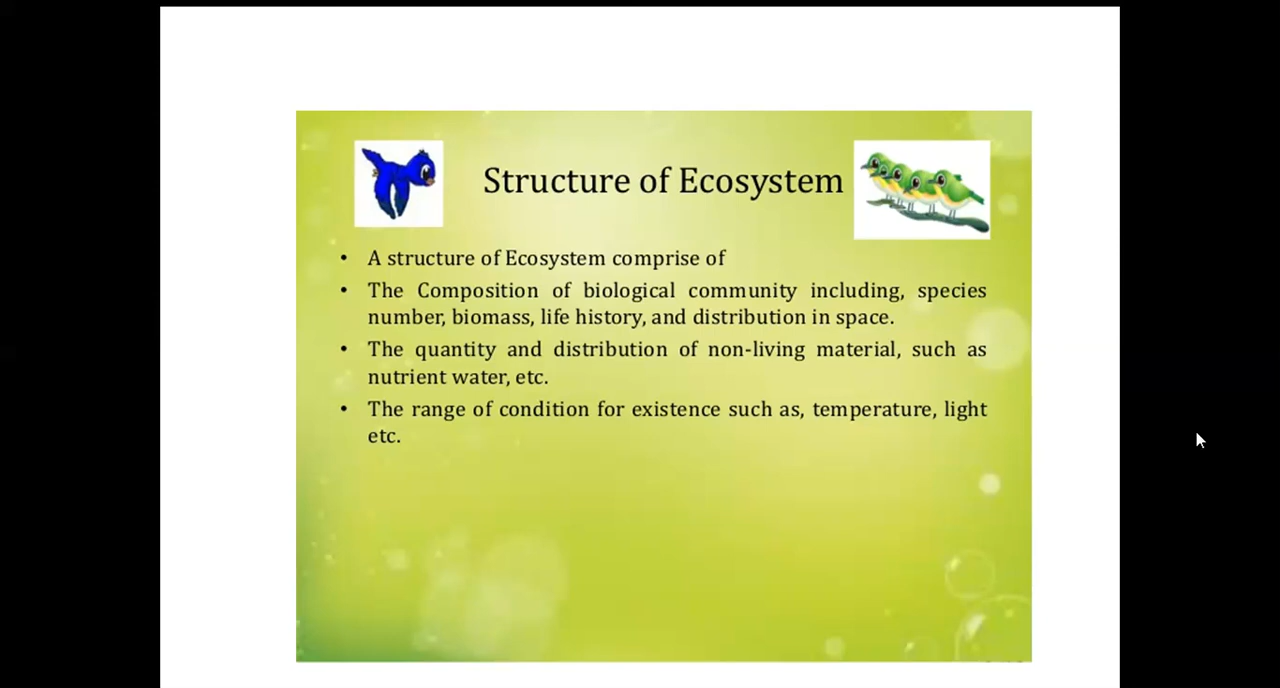 Structure of Ecosystem
• A structure of Ecosystem comprise of
• The Composition of biological community including, species
number, biomass, life history, and distribution in space.
• The quantity and distribution of non-living material, such as
nutrient water, etc.
• The range of condition for existence such as, temperature, light
etc.